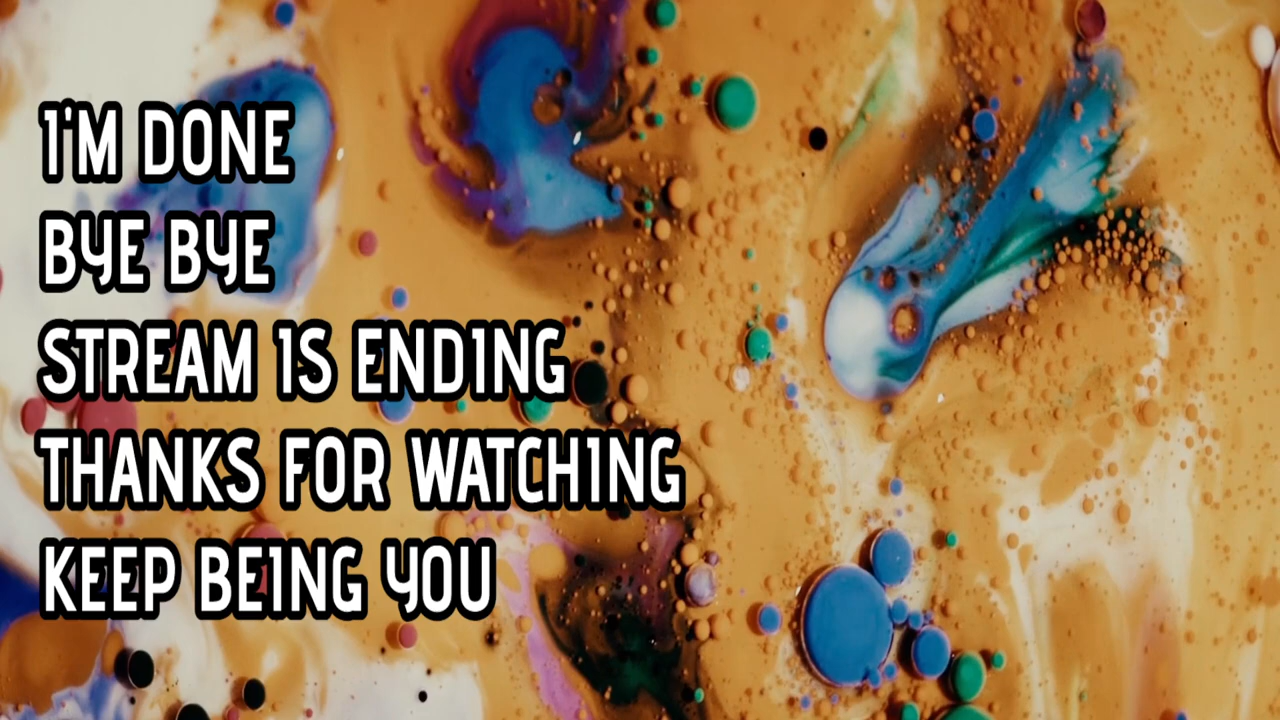 I'M DONE
BYE BYE
STREAM IS ENDING
THANKS FOR WATCHING
KEEP BEING YOU